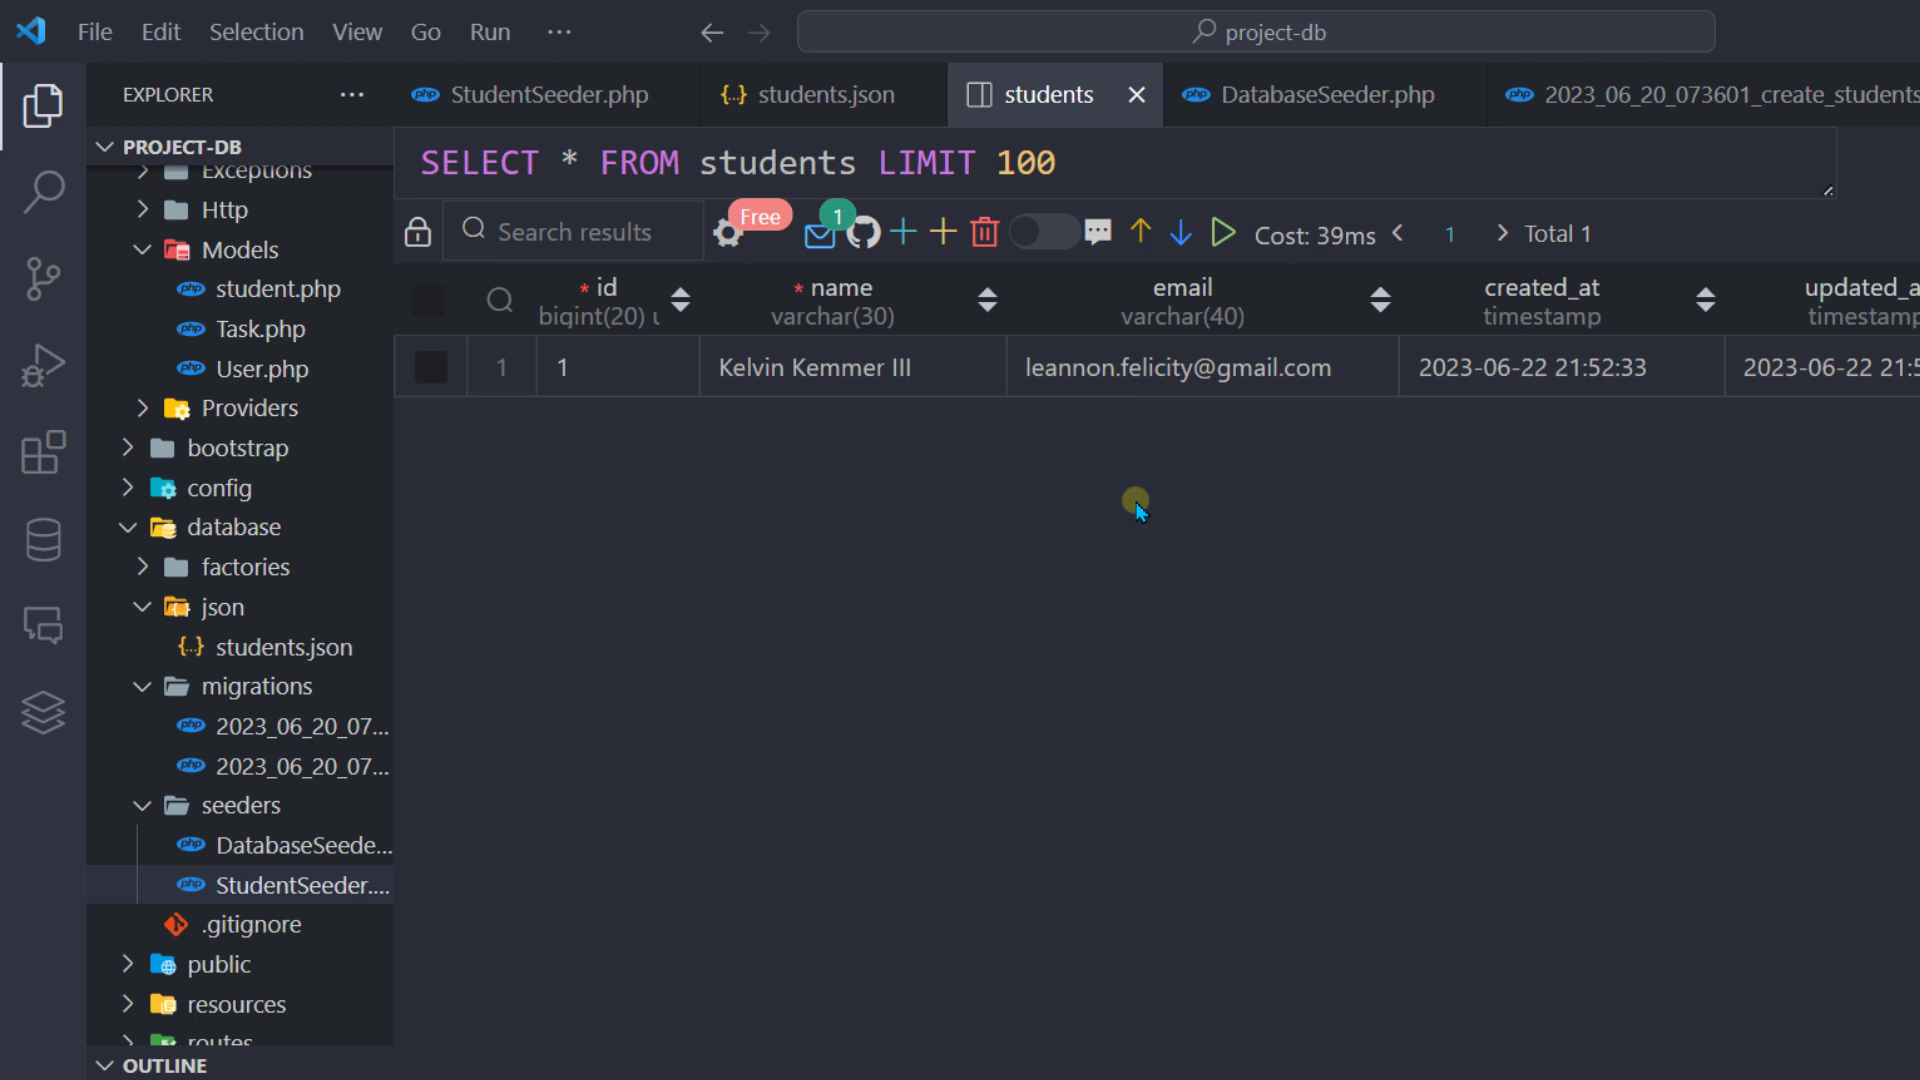 File Edit Selection View Go Run ···
project-db
EXPLORER ···
StudentSeeder.php
{..} students.json
students
DatabaseSeeder.php
2023_06_20_073601_create_students
PROJECT-DB
Exceptions
Http
Models
student.php
Task.php
User.php
Providers
bootstrap
config
database
factories
json
{..} students.json
migrations
2023_06_20_07...
2023_06_20_07...
seeders
DatabaseSeede...
StudentSeeder....
.gitignore
public
resources
routes
OUTLINE
SELECT * FROM students LIMIT 100
Search results
Free
1
Cost: 39ms < 1 > Total 1
* id
bigint(20) u
* name
varchar(30)
email
varchar(40)
created_at
timestamp
updated_a
timestamp
1 1 Kelvin Kemmer III leannon.felicity@gmail.com 2023-06-22 21:52:33 2023-06-22 21:5